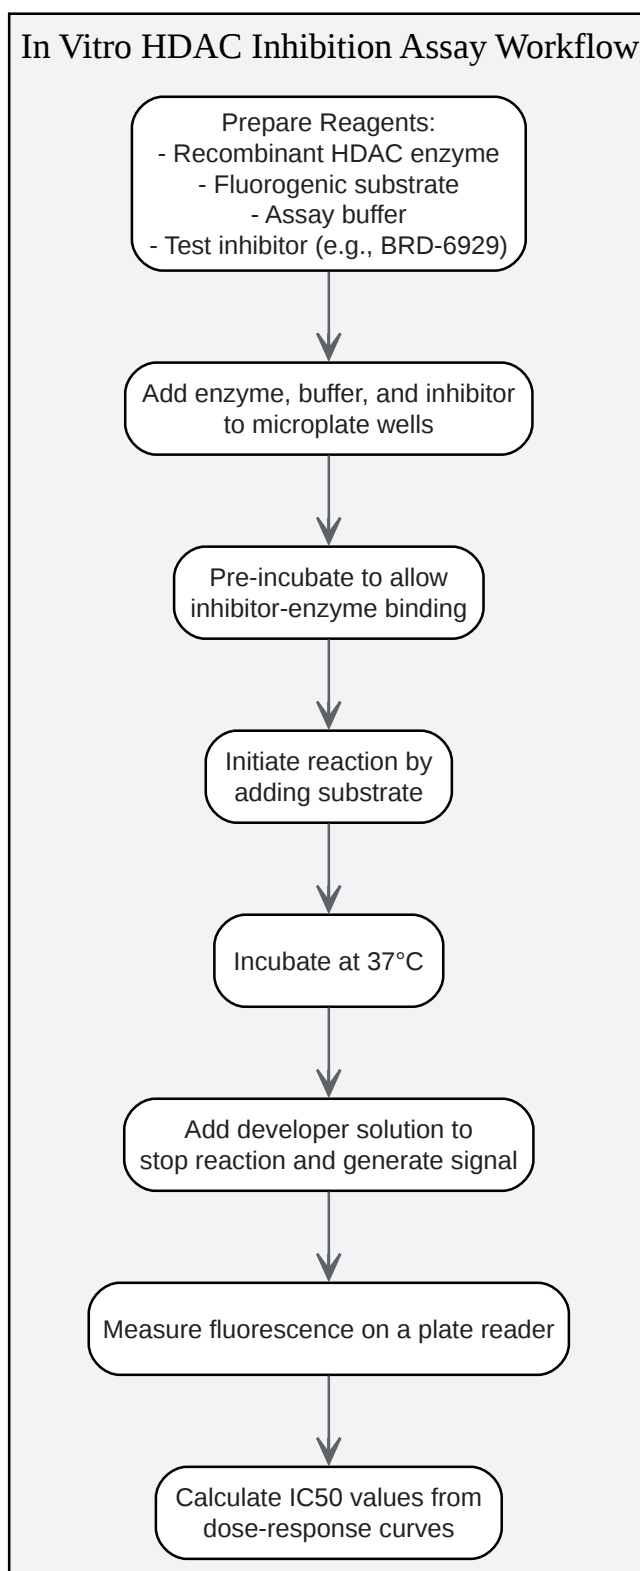 In Vitro HDAC Inhibition Assay Workflow
Prepare Reagents:
- Recombinant HDAC enzyme
- Fluorogenic substrate
- Assay buffer
- Test inhibitor (e.g., BRD-6929)
Add enzyme, buffer, and inhibitor
to microplate wells
Pre-incubate to allow
inhibitor-enzyme binding
Initiate reaction by
adding substrate
Incubate at 37°C
Add developer solution to
stop reaction and generate signal
Measure fluorescence on a plate reader
Calculate IC50 values from
dose-response curves